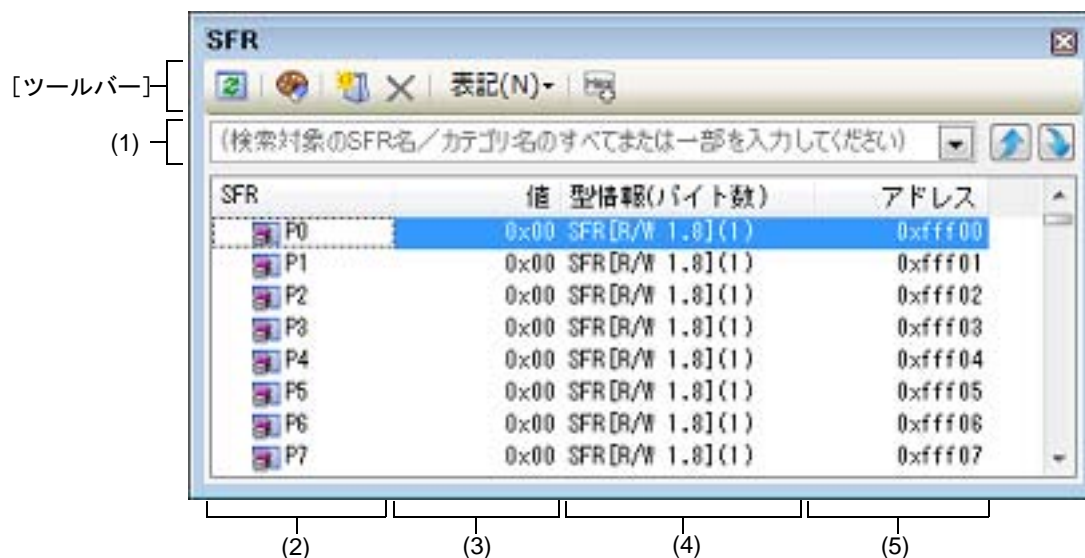 SFR
[ツールバー]
表記(N)
Hex
(1)
(検索対象のSFR名／カテゴリ名のすべてまたは一部を入力してください)
SFR 値 型情報(バイト数) アドレス
P0 0x00 SFR[R/W 1.8](1) 0xfff00
P1 0x00 SFR[R/W 1.8](1) 0xfff01
P2 0x00 SFR[R/W 1.8](1) 0xfff02
P3 0x00 SFR[R/W 1.8](1) 0xfff03
P4 0x00 SFR[R/W 1.8](1) 0xfff04
P5 0x00 SFR[R/W 1.8](1) 0xfff05
P6 0x00 SFR[R/W 1.8](1) 0xfff06
P7 0x00 SFR[R/W 1.8](1) 0xfff07
(2) (3) (4) (5)